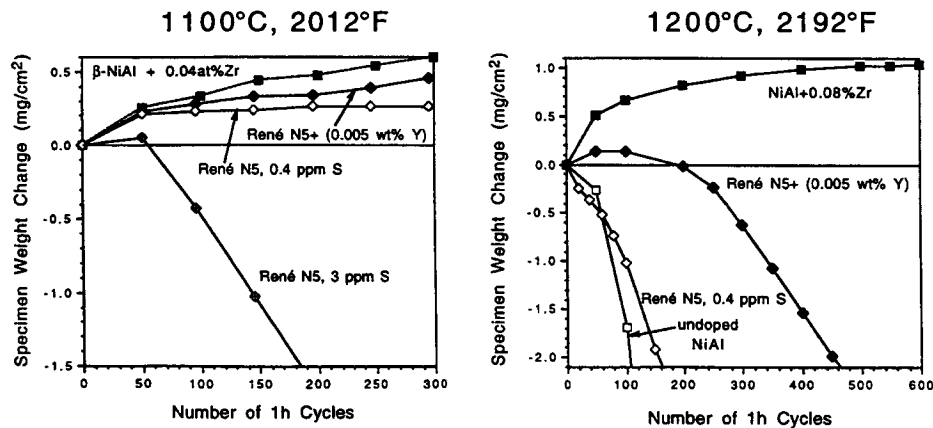 1100°C, 2012°F
Specimen Weight Change (mg/cm²)
0.5
0.0
-0.5
-1.0
-1.5
β-NiAl + 0.04at%Zr
René N5+ (0.005 wt% Y)
René N5, 0.4 ppm S
René N5, 3 ppm S
0
50
100
150
200
250
300
Number of 1h Cycles
1200°C, 2192°F
Specimen Weight Change (mg/cm²)
1.0
0.5
0.0
-0.5
-1.0
-1.5
-2.0
NiAl+0.08%Zr
René N5+ (0.005 wt% Y)
René N5, 0.4 ppm S
undoped
NiAl
0
100
200
300
400
500
600
Number of 1h Cycles